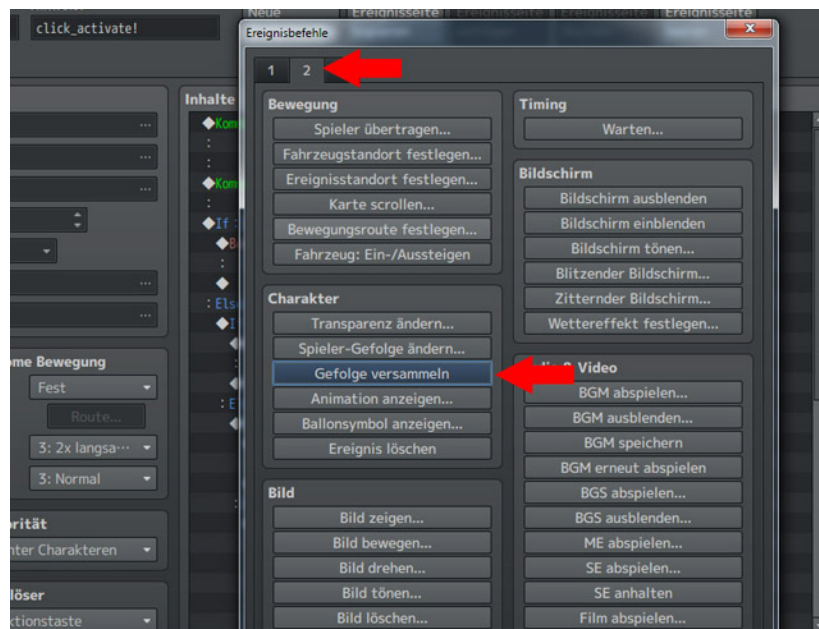 click_activate!
Neue
Ereignisseite
Ereignisseite
Ereignisseite
Ereignisseite
Ereignisbefehle
1
2
Inhalte
Bewegung
Spieler übertragen...
Fahrzeugstandort festlegen...
Ereignisstandort festlegen...
Karte scrollen...
Bewegungsroute festlegen...
Fahrzeug: Ein-/Aussteigen
Charakter
Transparenz ändern...
Spieler-Gefolge ändern...
Gefolge versammeln
Animation anzeigen...
Ballonsymbol anzeigen...
Ereignis löschen
Bild
Bild zeigen...
Bild bewegen...
Bild drehen...
Bild tönen...
Bild löschen...
Timing
Warten...
Bildschirm
Bildschirm ausblenden
Bildschirm einblenden
Bildschirm tönen...
Blitzender Bildschirm...
Zitternder Bildschirm...
Wettereffekt festlegen...
& Video
BGM abspielen...
BGM ausblenden...
BGM speichern
BGM erneut abspielen
BGS abspielen...
BGS ausblenden...
ME abspielen...
SE abspielen...
SE anhalten
Film abspielen...
◆Kom
:
:
◆Kom
:
◆If :
◆B
:
◆
: Els
◆I
: E
ome Bewegung
Fest
Route...
3: 2x langsa...
3: Normal
orität
nter Charakteren
löser
ktionstaste